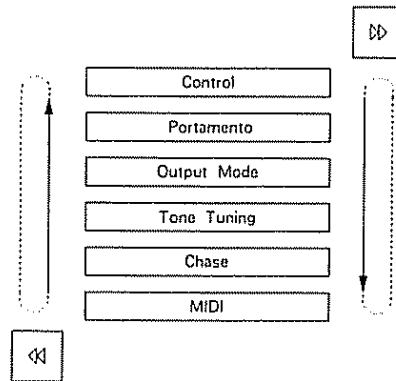 Control
Portamento
Output Mode
Tone Tuning
Chase
MIDI